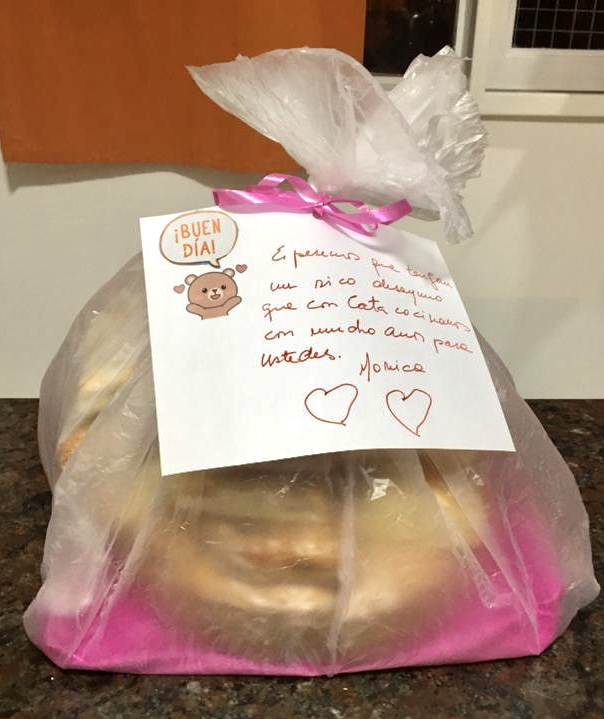 ¡BUEN
DÍA!
Esperamos que tengan
un rico desayuno
que con Cata cocinamos
con mucho amor para
ustedes.
Monica